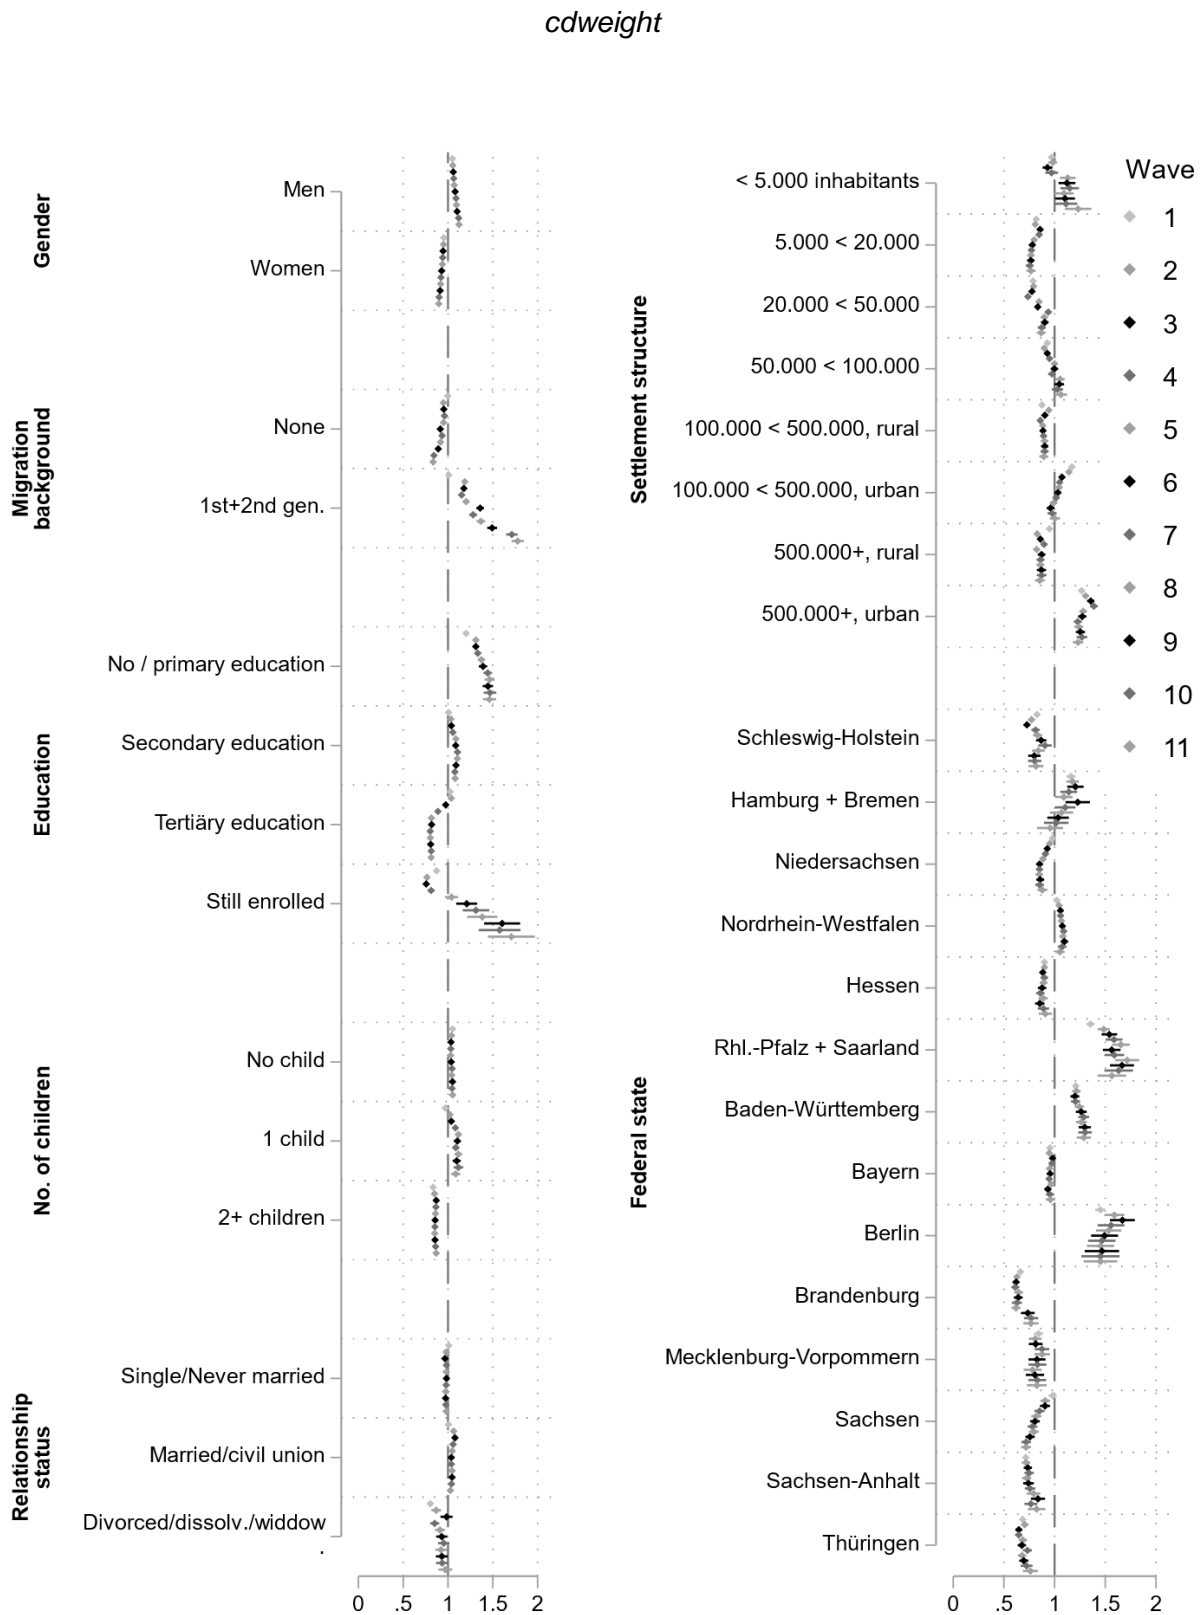 cdweight
Gender
Men
Women
Migration
background
None
1st+2nd gen.
Education
No / primary education
Secondary education
Tertiäry education
Still enrolled
No. of children
No child
1 child
2+ children
Relationship
status
Single/Never married
Married/civil union
Divorced/dissolv./widdow
.
0 .5 1 1.5 2
Settlement structure
< 5.000 inhabitants
5.000 < 20.000
20.000 < 50.000
50.000 < 100.000
100.000 < 500.000, rural
100.000 < 500.000, urban
500.000+, rural
500.000+, urban
Federal state
Schleswig-Holstein
Hamburg + Bremen
Niedersachsen
Nordrhein-Westfalen
Hessen
Rhl.-Pfalz + Saarland
Baden-Württemberg
Bayern
Berlin
Brandenburg
Mecklenburg-Vorpommern
Sachsen
Sachsen-Anhalt
Thüringen
0 .5 1 1.5 2
Wave
1
2
3
4
5
6
7
8
9
10
11